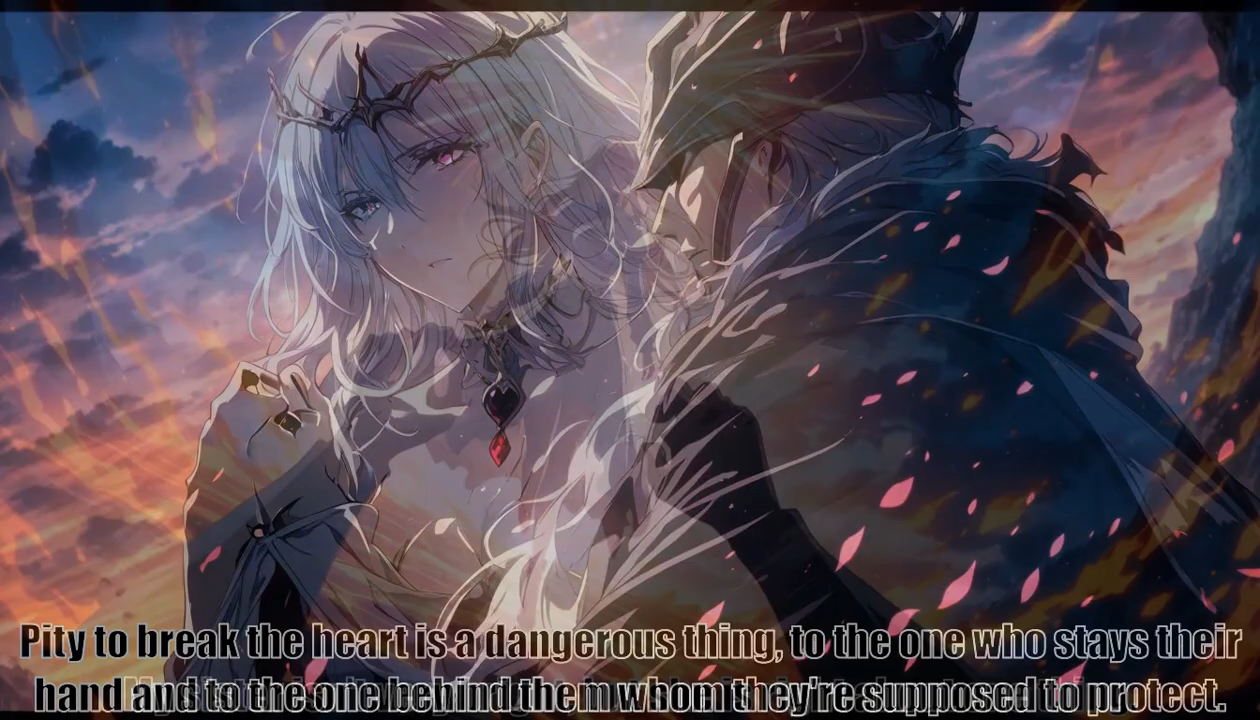 Pity to break the heart is a dangerous thing, to the one who stays their
hand and to the one behind them whom they're supposed to protect.